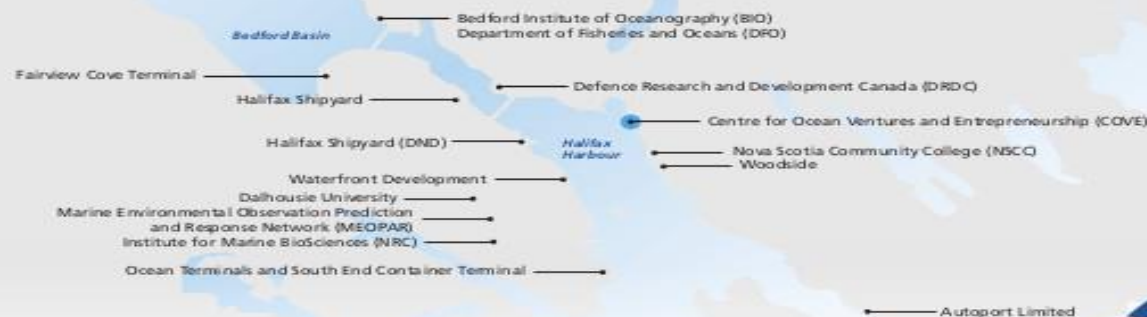 Bedford Institute of Oceanography (BIO)
Department of Fisheries and Oceans (DFO)
Bedford Basin
Fairview Cove Terminal
Defence Research and Development Canada (DRDC)
Halifax Shipyard
Centre for Ocean Ventures and Entrepreneurship (COVE)
Halifax Shipyard (DND)
Halifax
Harbour
Nova Scotia Community College (NSCC)
Woodside
Waterfront Development
Dalhousie University
Marine Environmental Observation Prediction
and Response Network (MEOPAR)
Institute for Marine BioSciences (NRC)
Ocean Terminals and South End Container Terminal
Autoport Limited